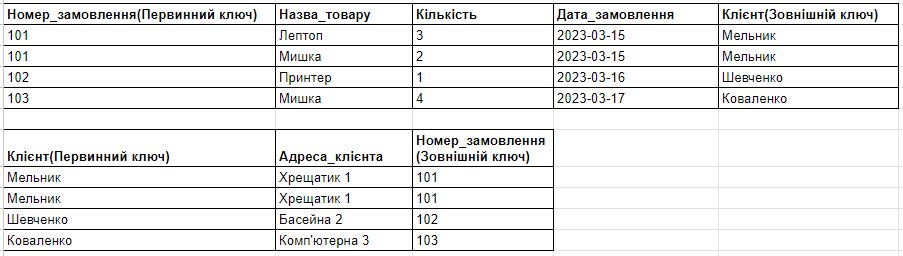 Номер_замовлення(Первинний ключ) Назва_товару Кількість Дата_замовлення Клієнт(Зовнішній ключ)
101 Лептоп 3 2023-03-15 Мельник
101 Мишка 2 2023-03-15 Мельник
102 Принтер 1 2023-03-16 Шевченко
103 Мишка 4 2023-03-17 Коваленко
Номер_замовлення
Клієнт(Первинний ключ) Адреса_клієнта (Зовнішній ключ)
Мельник Хрещатик 1 101
Мельник Хрещатик 1 101
Шевченко Басейна 2 102
Коваленко Комп'ютерна 3 103